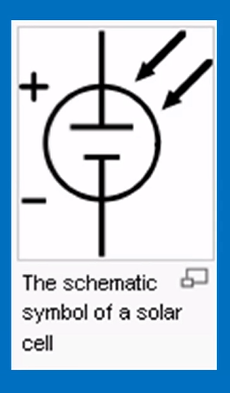 +
−
The schematic
symbol of a solar
cell